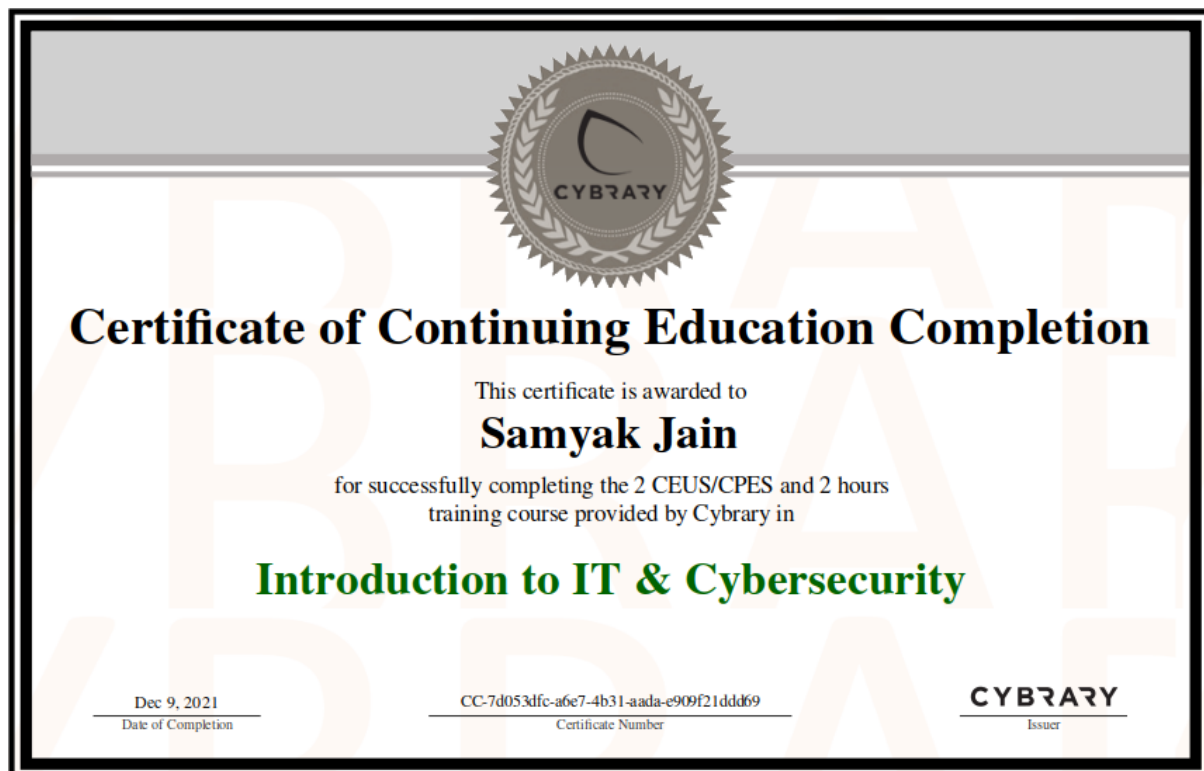 CYBRARY
Certificate of Continuing Education Completion
This certificate is awarded to
Samyak Jain
for successfully completing the 2 CEUS/CPES and 2 hours
training course provided by Cybrary in
Introduction to IT & Cybersecurity
Dec 9, 2021
Date of Completion
CC-7d053dfc-a6e7-4b31-aada-e909f21ddd69
Certificate Number
CYBRARY
Issuer